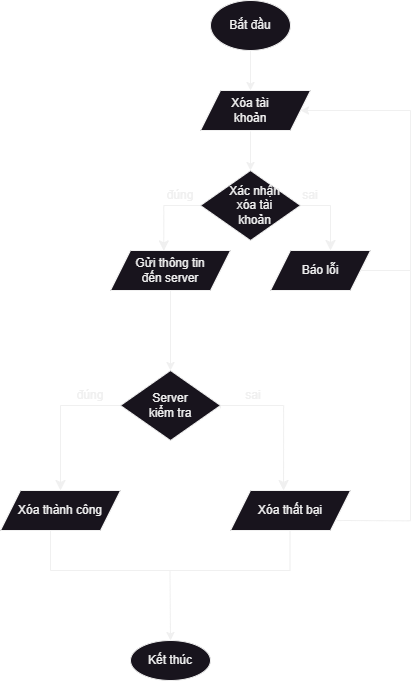 Bắt đầu
Xóa tài
khoản
đúng
Xác nhận
xóa tài
khoản
sai
Gửi thông tin
đến server
Báo lỗi
đúng
Server
kiểm tra
sai
Xóa thành công
Xóa thất bại
Kết thúc